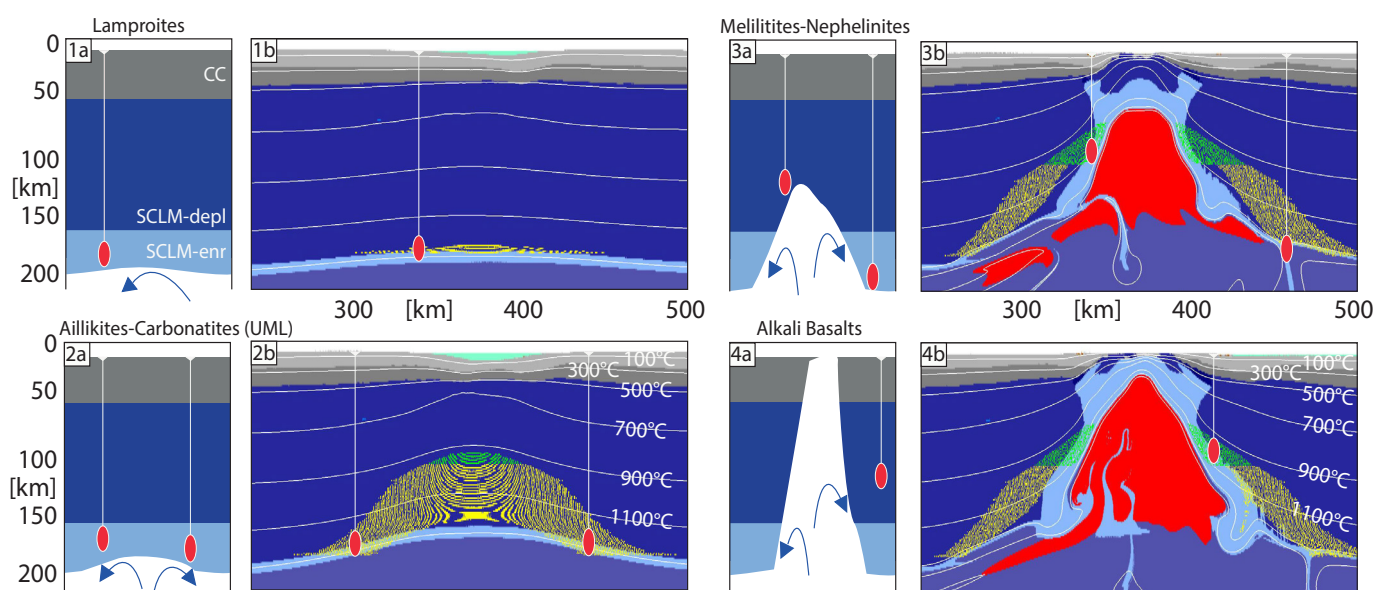 Lamproites
Melilitites-Nephelinites
0
50
100
[km]
150
200
1a
CC
SCLM-depl
SCLM-enr
1b
300 [km] 400 500
3a
3b
300 [km] 400 500
Aillikites-Carbonatites (UML)
Alkali Basalts
0
50
100
[km]
150
200
2a
2b
100°C
300°C
500°C
700°C
900°C
1100°C
4a
4b
100°C
300°C
500°C
700°C
900°C
1100°C